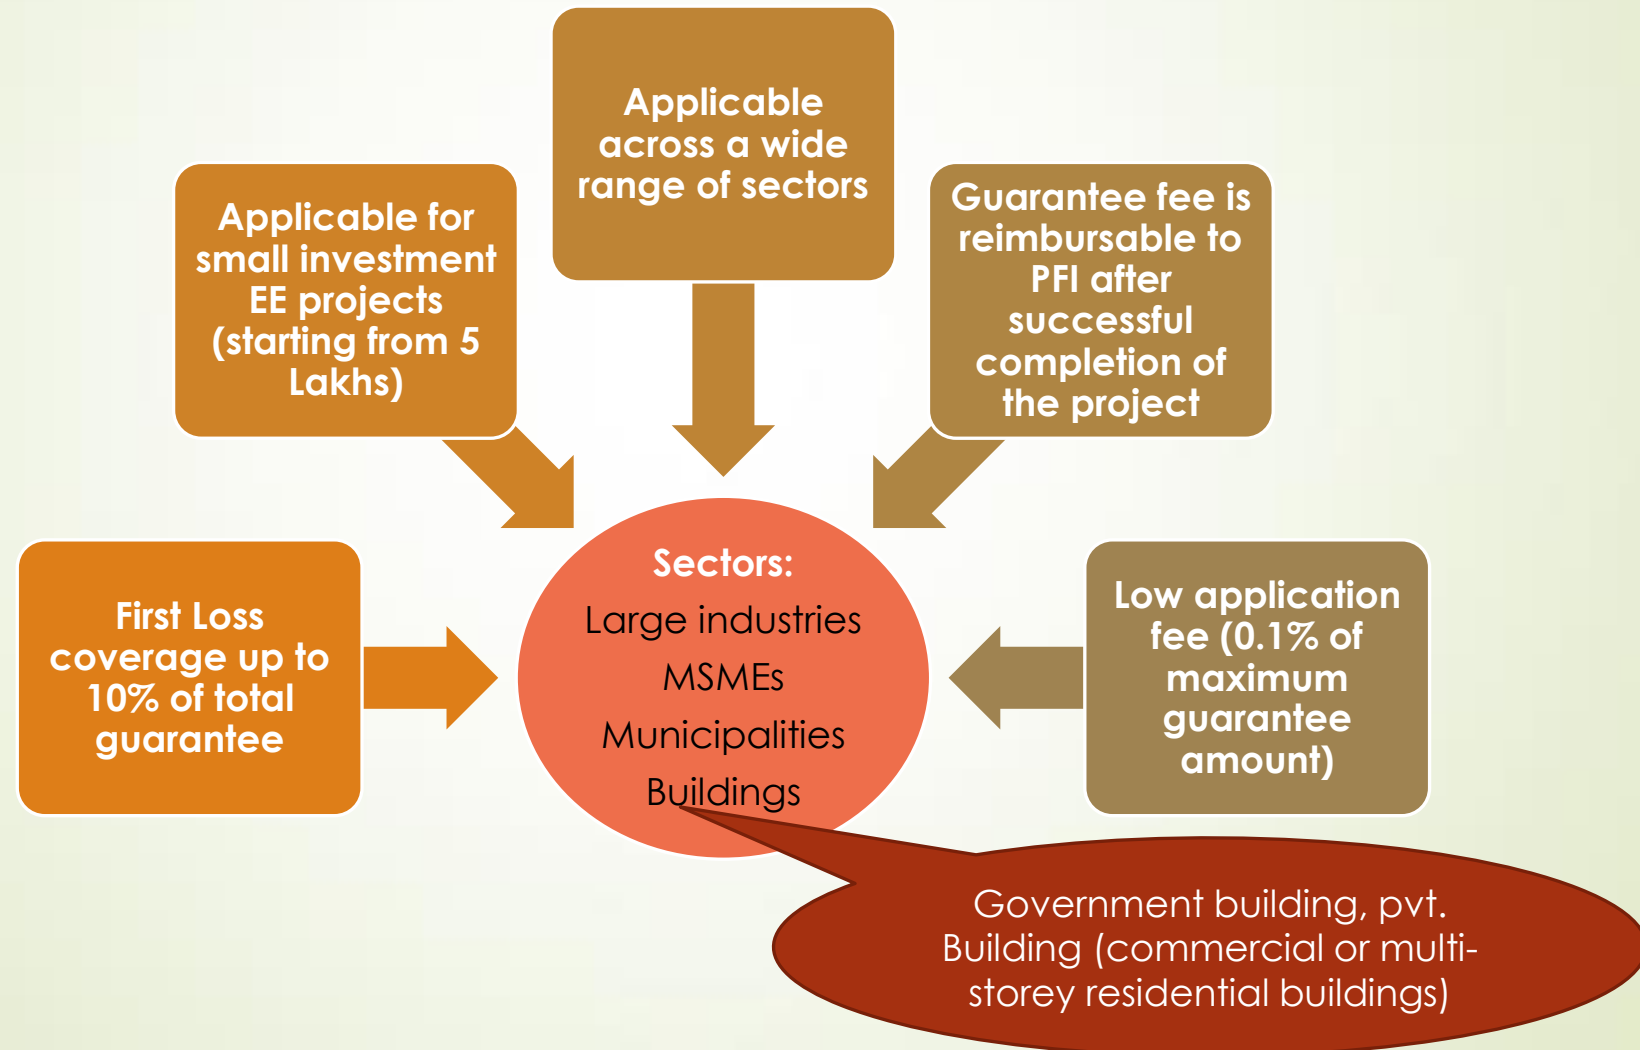 Applicable
across a wide
range of sectors
Applicable for
small investment
EE projects
(starting from 5
Lakhs)
Guarantee fee is
reimbursable to
PFI after
successful
completion of
the project
First Loss
coverage up to
10% of total
guarantee
Sectors:
Large industries
MSMEs
Municipalities
Buildings
Low application
fee (0.1% of
maximum
guarantee
amount)
Government building, pvt.
Building (commercial or multi-
storey residential buildings)